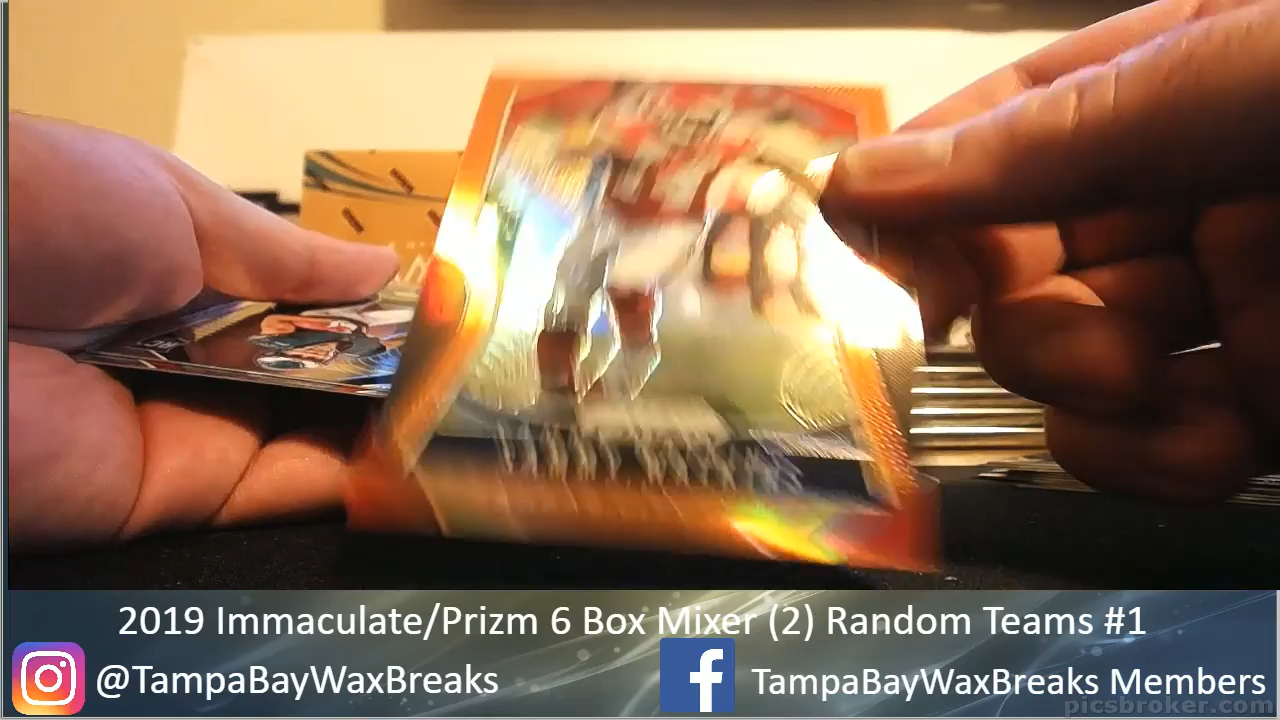 2019 Immaculate/Prizm 6 Box Mixer (2) Random Teams #1
@TampaBayWaxBreaks
TampaBayWaxBreaks Members
picsbroker.com